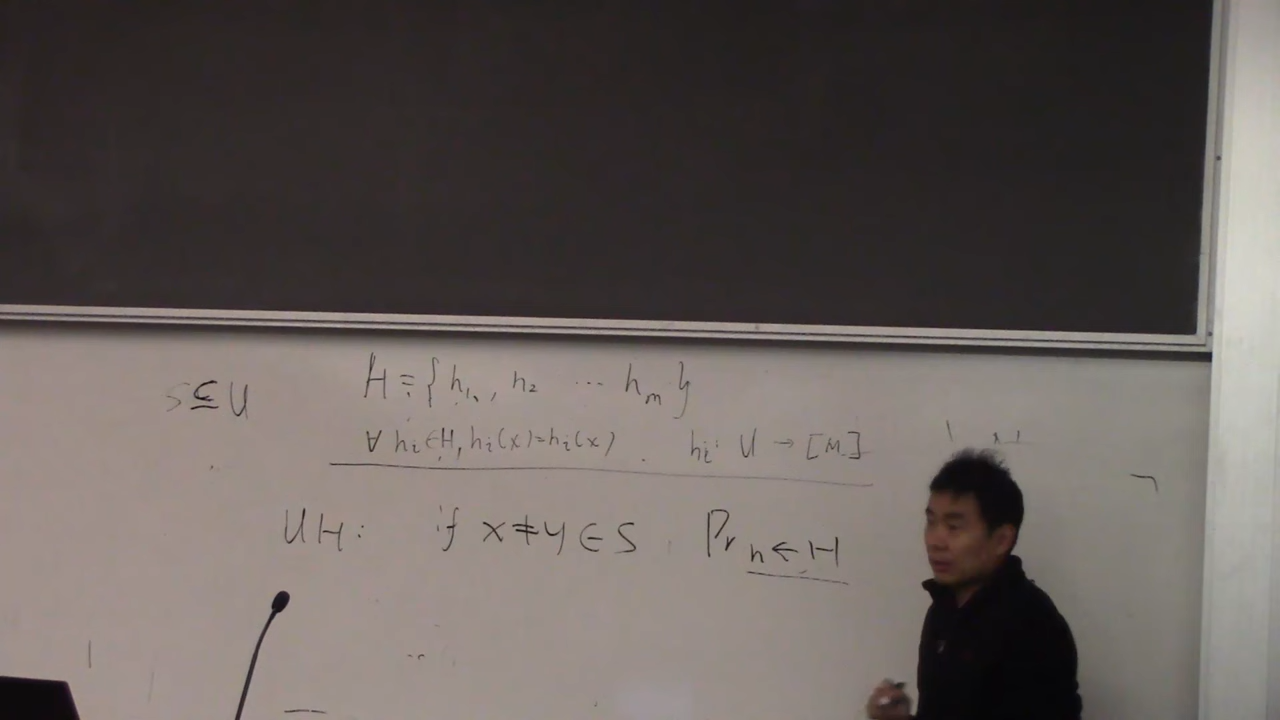 S ⊆ U
H = {h₁, h₂ ... hₘ}
∀ hᵢ ∈ H, hᵢ(x) = hᵢ(x) hᵢ: U → [M]
UH: if x ≠ y ∈ S, Pr h ← H